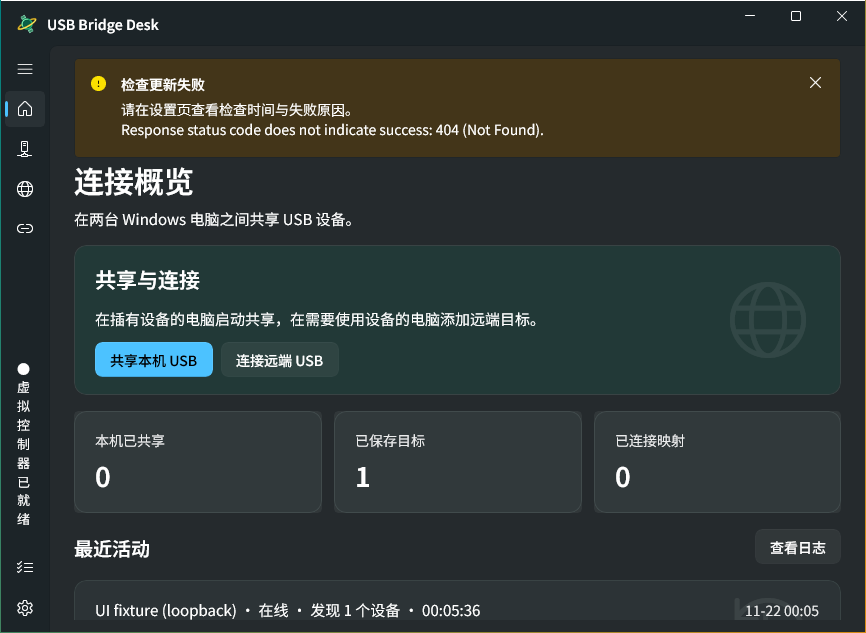 USB Bridge Desk
检查更新失败
请在设置页查看检查时间与失败原因。
Response status code does not indicate success: 404 (Not Found).
连接概览
在两台 Windows 电脑之间共享 USB 设备。
共享与连接
在插有设备的电脑启动共享，在需要使用设备的电脑添加远端目标。
共享本机 USB
连接远端 USB
虚拟控制器已就绪
本机已共享
0
已保存目标
1
已连接映射
0
最近活动
查看日志
UI fixture (loopback) • 在线 • 发现 1 个设备 • 00:05:36
11-22 00:05